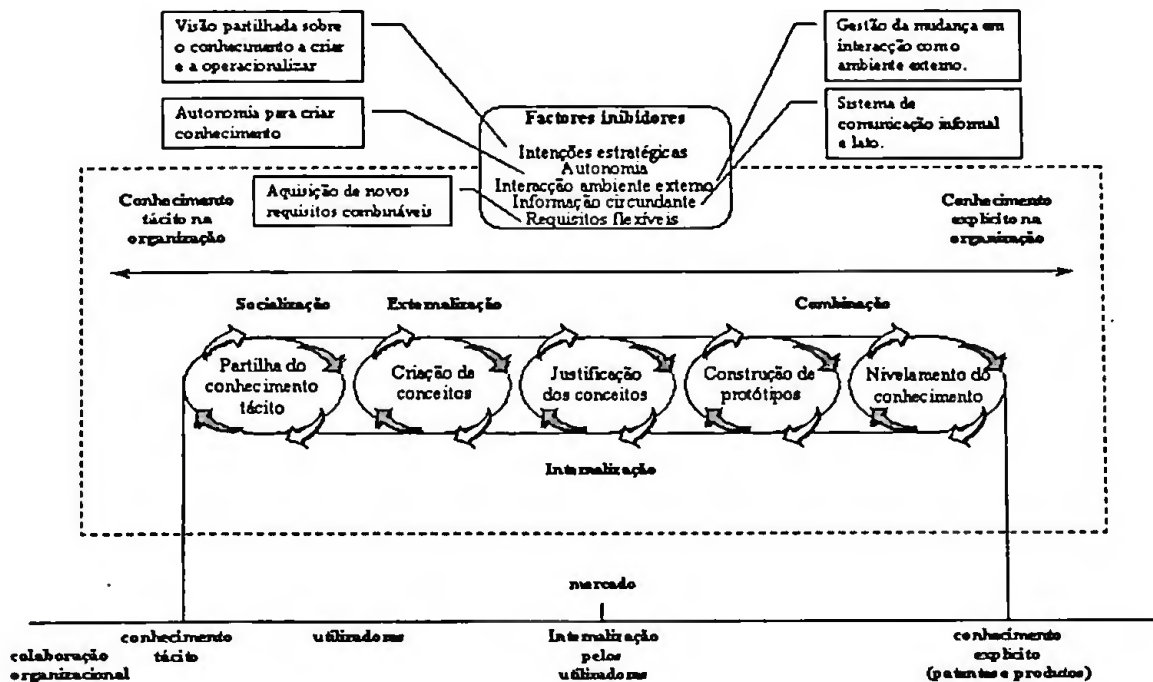 Visão partilhada sobre
o conhecimento a criar
e a operacionalizar
Gestão da mudança em
interacção como
ambiente externo.
Autonomia para criar
conhecimento
Sistema de
comunicação informal
e lato.
Factores inibidores
Intenções estratégicas
Autonomia
Interacção ambiente externo
Informação circundante
Requisitos flexíveis
Aquisição de novos
requisitos combináveis
Conhecimento
tácito na
organização
Conhecimento
explícito na
organização
Socialização
Externalização
Combinação
Partilha do
conhecimento
tácito
Criação de
conceitos
Justificação
dos conceitos
Construção de
protótipos
Nivelamento do
conhecimento
Internalização
mercado
colaboração
organizacional
conhecimento
tácito
utilizadores
Internalização
pelos
utilizadores
conhecimento
explícito
(patentes e produtos)